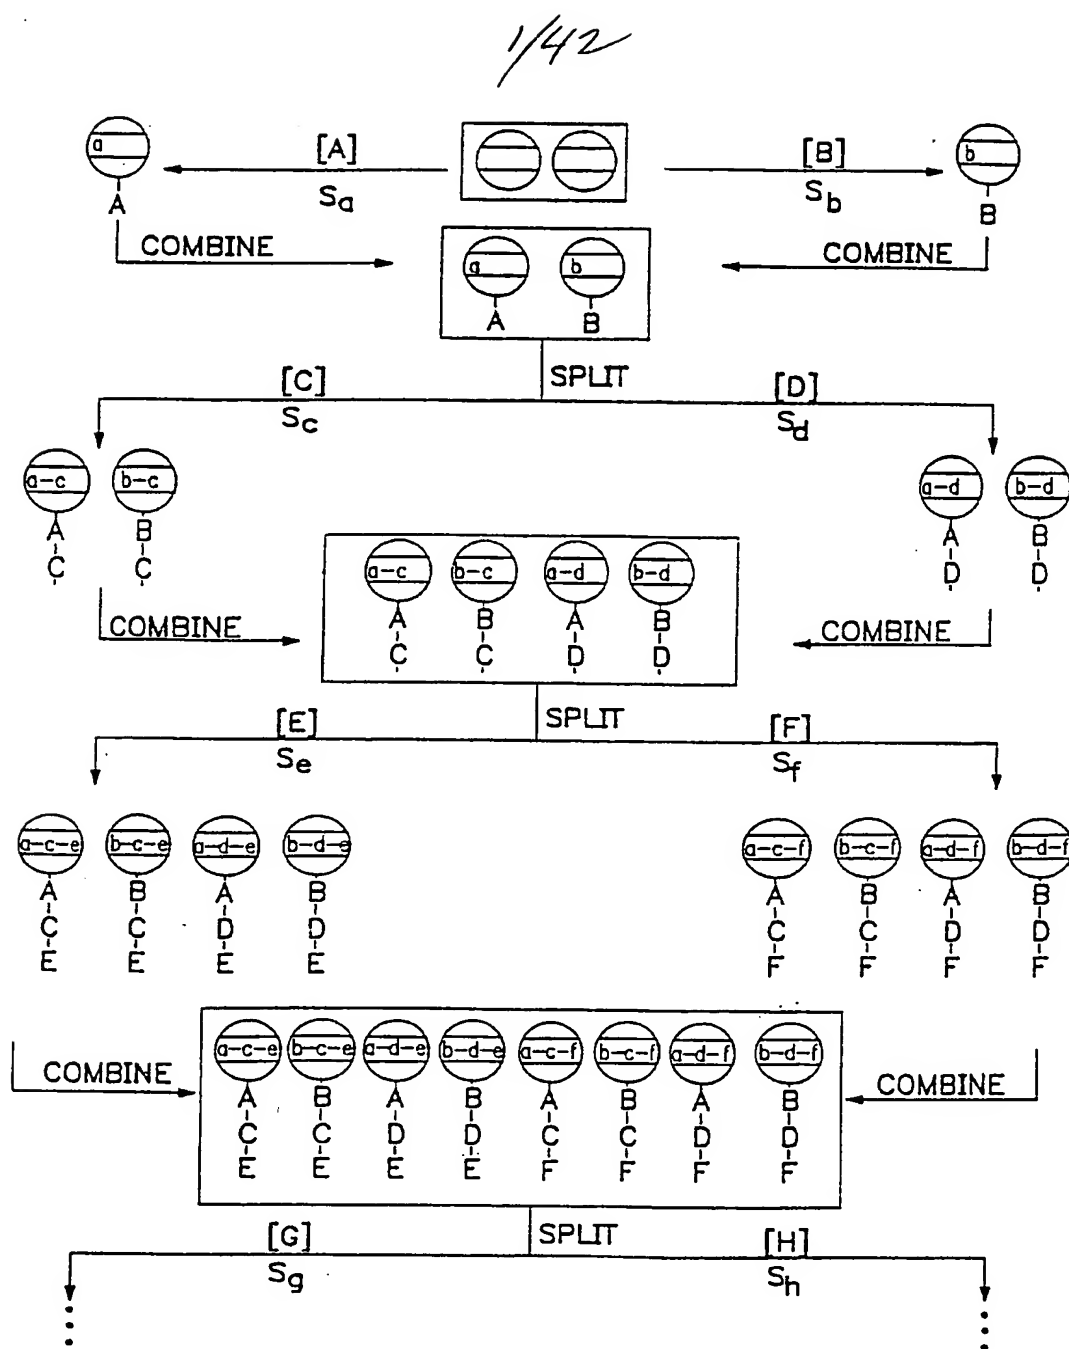 1/42
a [A] [B] b
A Sa Sb B
COMBINE a b COMBINE
A B
SPLIT
[C] [D]
Sc Sd
a-c b-c a-d b-d
A B A B
C C D D
a-c b-c a-d b-d
A B A B
C C D D
COMBINE COMBINE
SPLIT
[E] [F]
Se Sf
a-c-e b-c-e a-d-e b-d-e a-c-f b-c-f a-d-f b-d-f
A B A B A B A B
C C D D C C D D
E E E E F F F F
a-c-e b-c-e a-d-e b-d-e a-c-f b-c-f a-d-f b-d-f
COMBINE COMBINE
A B A B A B A B
C C D D C C D D
E E E E F F F F
SPLIT
[G] [H]
Sg Sh